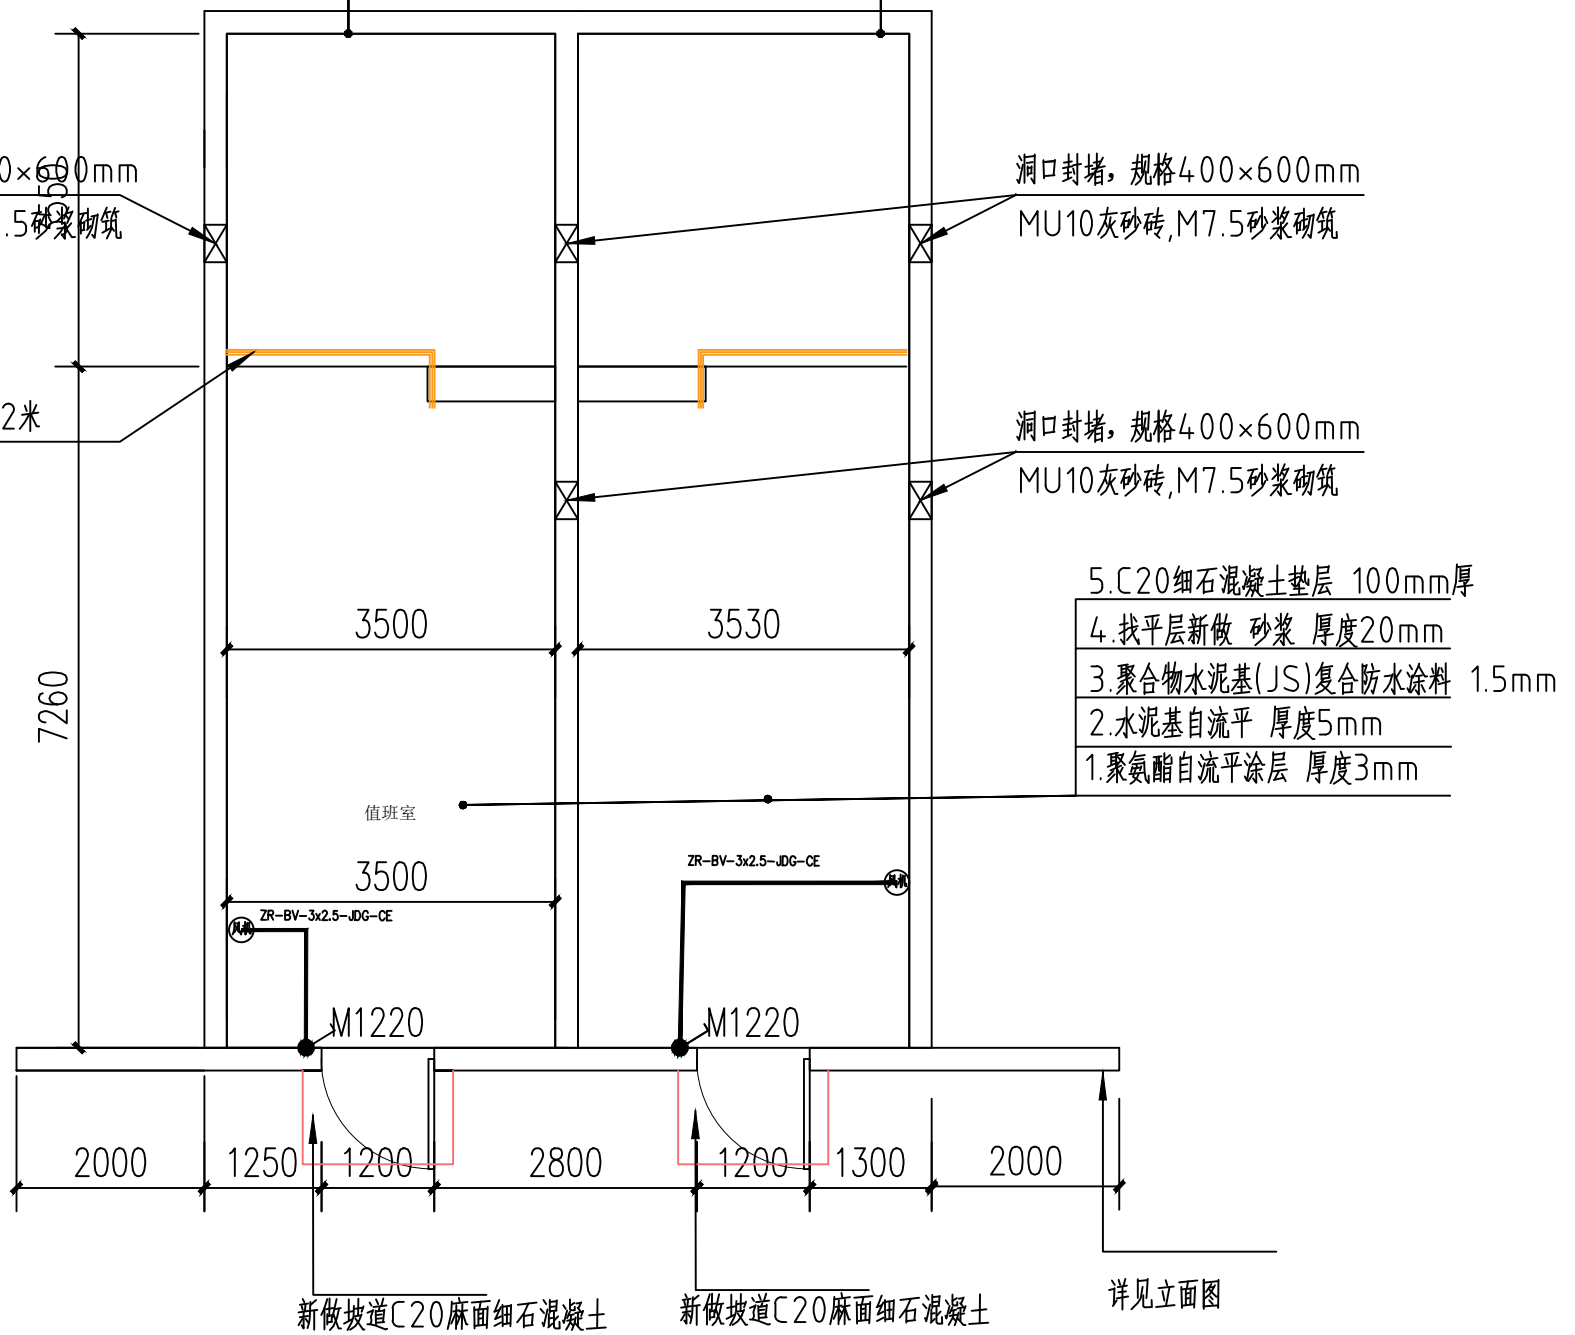 0×600mm
.5砂浆砌筑
洞口封堵，规格400×600mm
MU10灰砂砖,M7.5砂浆砌筑
2米
洞口封堵，规格400×600mm
MU10灰砂砖,M7.5砂浆砌筑
5.C20细石混凝土垫层 100mm厚
4.找平层新做 砂浆 厚度20mm
3.聚合物水泥基(JS)复合防水涂料 1.5mm
2.水泥基自流平 厚度5mm
1.聚氨酯自流平涂层 厚度3mm
3500
3530
7260
值班室
3500
ZR-BV-3x2.5-JDG-CE
风机
ZR-BV-3x2.5-JDG-CE
风机
M1220
M1220
2000
1250
1200
2800
1200
1300
2000
新做坡道C20麻面细石混凝土
新做坡道C20麻面细石混凝土
详见立面图